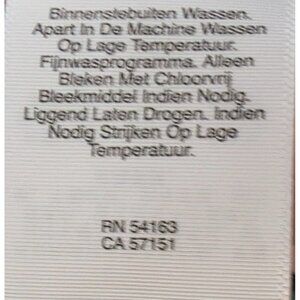 Binnenstebuiten Wassen.
Apart In De Machine Wassen
Op Lage Temperatuur.
Fijnwasprogramma. Alleen
Bleken Met Chloorvrij
Bleekmiddel Indien Nodig.
Liggend Laten Drogen. Indien
Nodig Strijken Op Lage
Temperatuur.
RN 54163
CA 57151